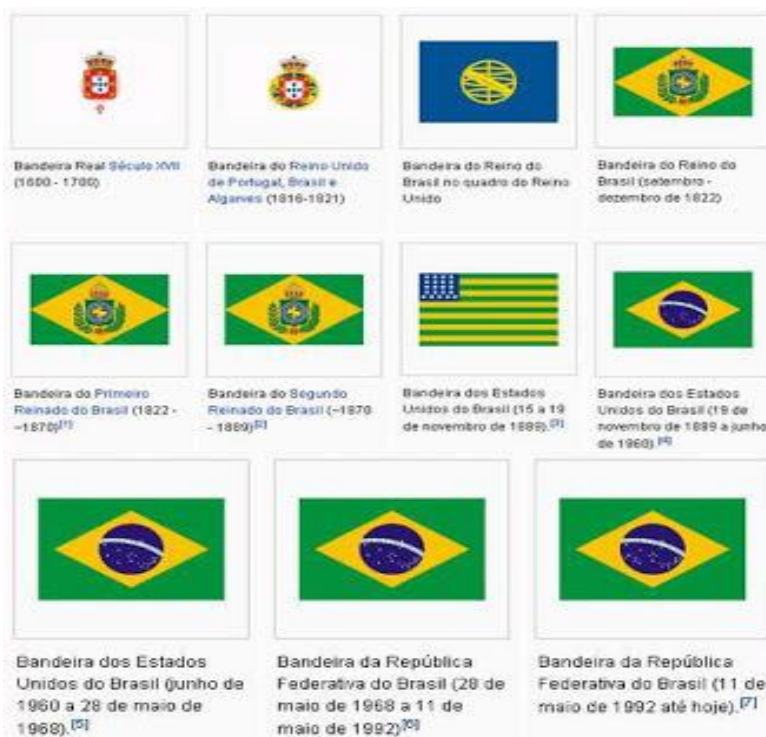 Bandeira Real Século XVII
(1600 - 1700)
Bandeira do Reino Unido
de Portugal, Brasil e
Algarves (1816-1821)
Bandeira do Reino do
Brasil no quadro do Reino
Unido
Bandeira do Reino do
Brasil (setembro -
dezembro de 1822)
Bandeira do Primeiro
Reinado do Brasil (1822 -
~1870)[1]
Bandeira do Segundo
Reinado do Brasil (~1870
- 1889)[2]
Bandeira dos Estados
Unidos do Brasil (15 a 19
de novembro de 1889).[3]
Bandeira dos Estados
Unidos do Brasil (19 de
novembro de 1889 a junho
de 1960).[4]
Bandeira dos Estados
Unidos do Brasil (junho de
1960 a 28 de maio de
1968).[5]
Bandeira da República
Federativa do Brasil (28 de
maio de 1968 a 11 de
maio de 1992)[6]
Bandeira da República
Federativa do Brasil (11 de
maio de 1992 até hoje).[7]